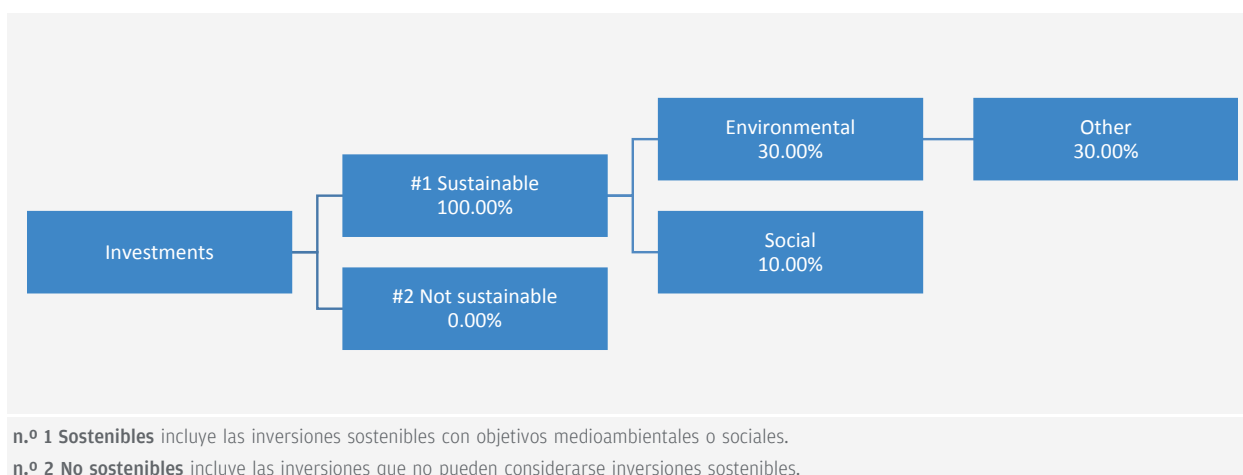 Investments
#1 Sustainable
100.00%
#2 Not sustainable
0.00%
Environmental
30.00%
Social
10.00%
Other
30.00%
n.º 1 Sostenibles incluye las inversiones sostenibles con objetivos medioambientales o sociales.
n.º 2 No sostenibles incluye las inversiones que no pueden considerarse inversiones sostenibles.